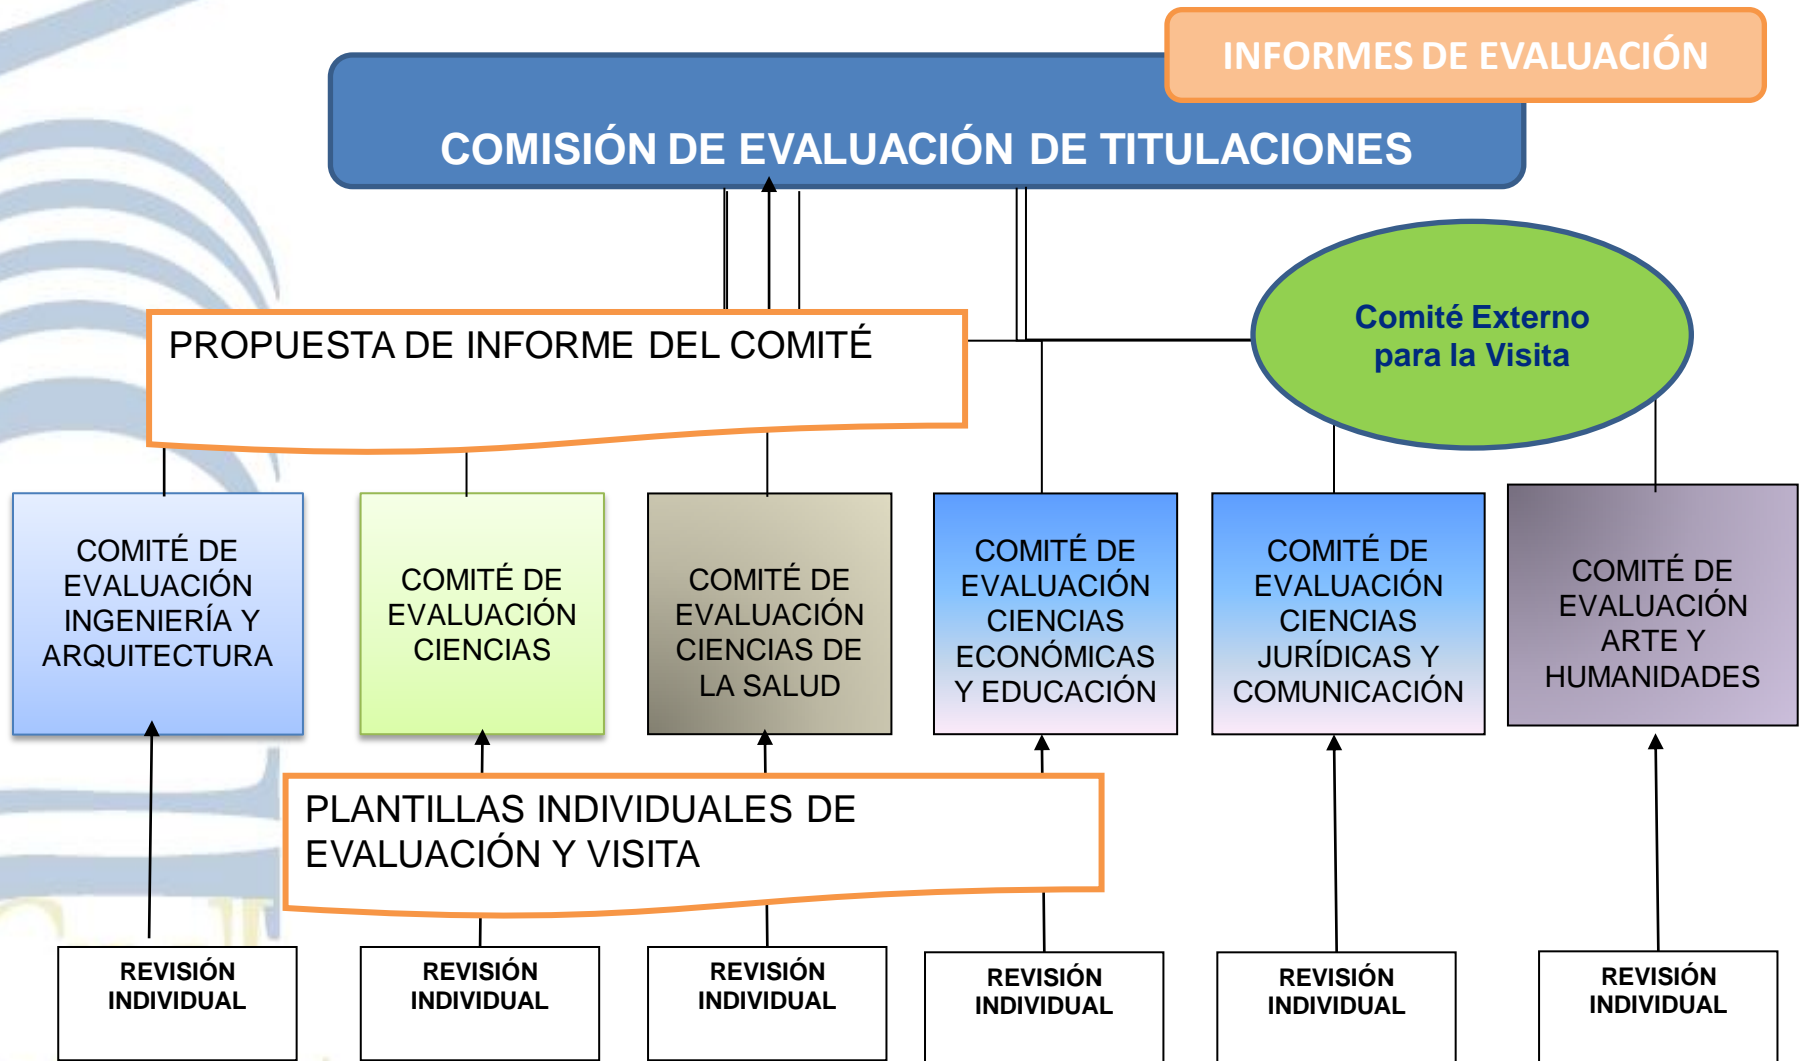 INFORMES DE EVALUACIÓN
COMISIÓN DE EVALUACIÓN DE TITULACIONES
PROPUESTA DE INFORME DEL COMITÉ
Comité Externo
para la Visita
COMITÉ DE
EVALUACIÓN
INGENIERÍA Y
ARQUITECTURA
COMITÉ DE
EVALUACIÓN
CIENCIAS
COMITÉ DE
EVALUACIÓN
CIENCIAS DE
LA SALUD
COMITÉ DE
EVALUACIÓN
CIENCIAS
ECONÓMICAS
Y EDUCACIÓN
COMITÉ DE
EVALUACIÓN
CIENCIAS
JURÍDICAS Y
COMUNICACIÓN
COMITÉ DE
EVALUACIÓN
ARTE Y
HUMANIDADES
PLANTILLAS INDIVIDUALES DE
EVALUACIÓN Y VISITA
REVISIÓN
INDIVIDUAL
REVISIÓN
INDIVIDUAL
REVISIÓN
INDIVIDUAL
REVISIÓN
INDIVIDUAL
REVISIÓN
INDIVIDUAL
REVISIÓN
INDIVIDUAL